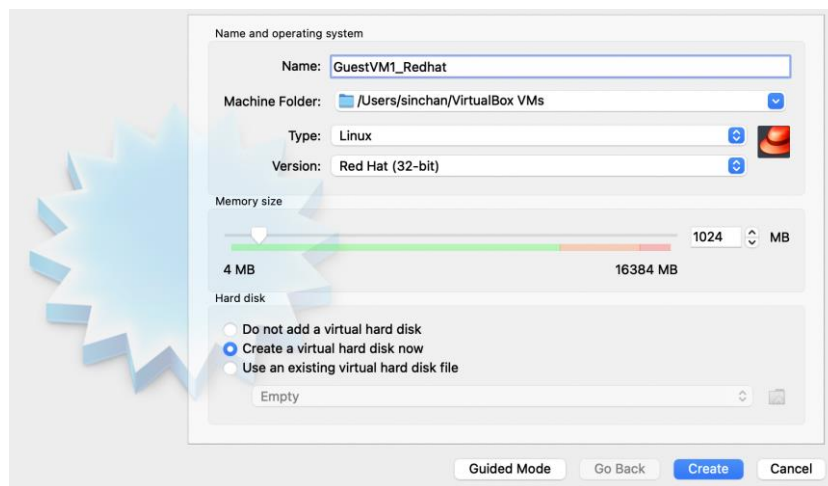 Name and operating system
Name: GuestVM1_Redhat
Machine Folder: /Users/sinchan/VirtualBox VMs
Type: Linux
Version: Red Hat (32-bit)
Memory size
1024 MB
4 MB 16384 MB
Hard disk
Do not add a virtual hard disk
Create a virtual hard disk now
Use an existing virtual hard disk file
Empty
Guided Mode Go Back Create Cancel